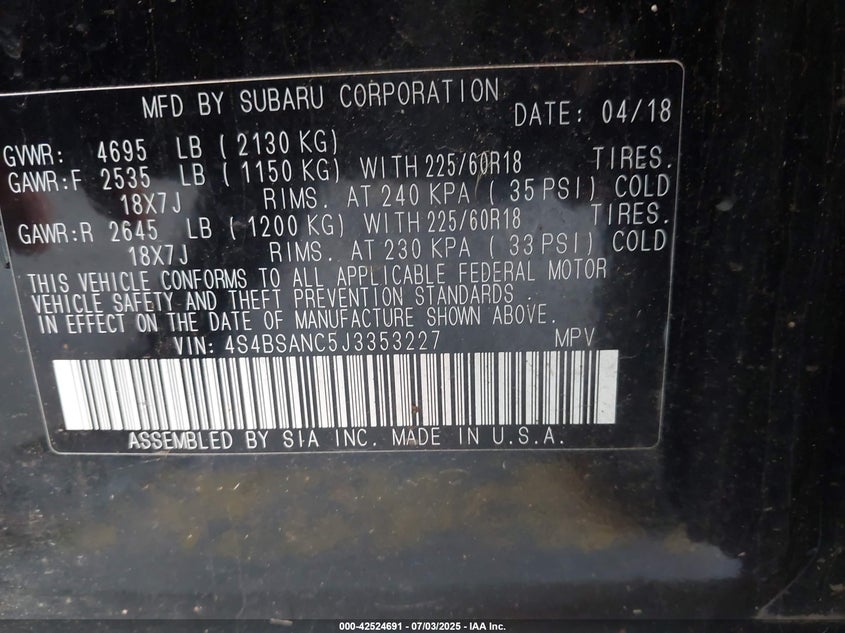 MFD BY SUBARU CORPORATION DATE: 04/18
GVWR: 4695 LB ( 2130 KG)
GAWR:F 2535 LB ( 1150 KG) WITH 225/60R18 TIRES.
18X7J RIMS. AT 240 KPA ( 35 PSI) COLD
GAWR:R 2645 LB ( 1200 KG) WITH 225/60R18 TIRES.
18X7J RIMS. AT 230 KPA ( 33 PSI) COLD
THIS VEHICLE CONFORMS TO ALL APPLICABLE FEDERAL MOTOR
VEHICLE SAFETY AND THEFT PREVENTION STANDARDS
IN EFFECT ON THE DATE OF MANUFACTURE SHOWN ABOVE.
VIN: 4S4BSANC5J3353227 MPV
ASSEMBLED BY SIA INC. MADE IN U.S.A.
000-42524691 - 07/03/2025 - IAA Inc.